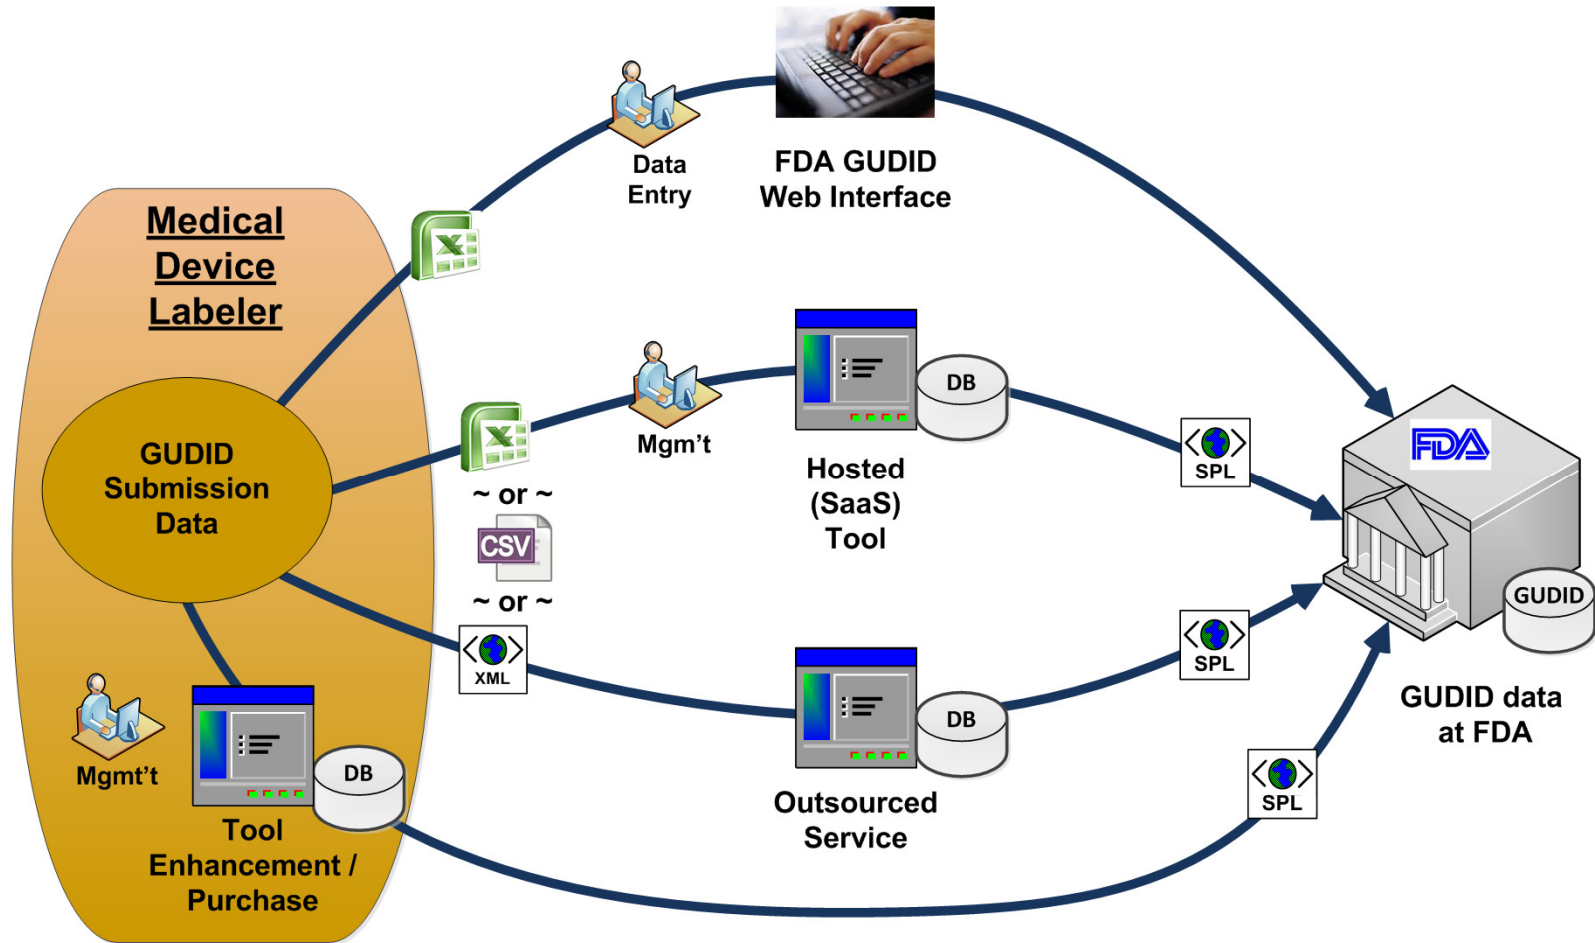 Data
Entry
FDA GUDID
Web Interface
Medical
Device
Labeler
GUDID
Submission
Data
~ or ~
CSV
~ or ~
XML
Mgm't
DB
Hosted
(SaaS)
Tool
SPL
FDA
GUDID
GUDID data
at FDA
SPL
DB
Outsourced
Service
Mgmt't
DB
Tool
Enhancement /
Purchase
SPL